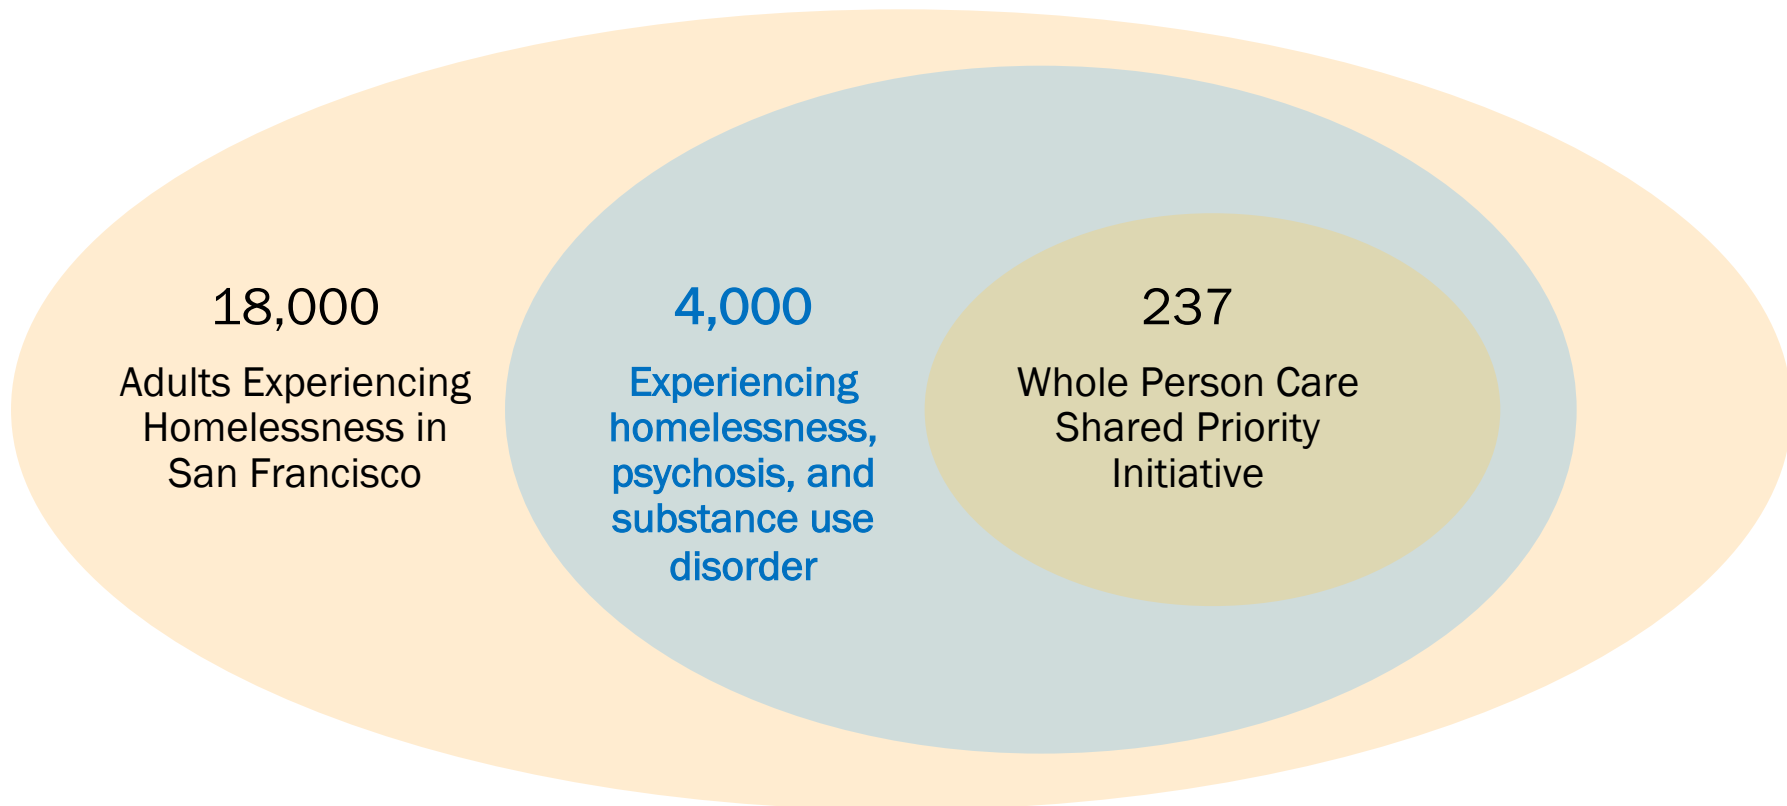 18,000
Adults Experiencing
Homelessness in
San Francisco
4,000
Experiencing
homelessness,
psychosis, and
substance use
disorder
237
Whole Person Care
Shared Priority
Initiative